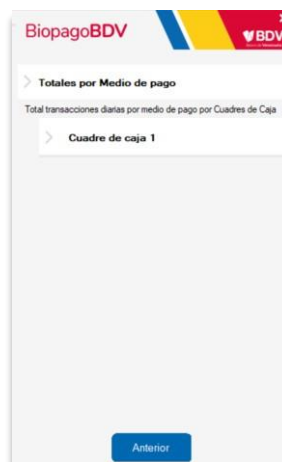 BiopagoBDV
BDV
Totales por Medio de pago
Total transacciones diarias por medio de pago por Cuadres de Caja
Cuadre de caja 1
Anterior